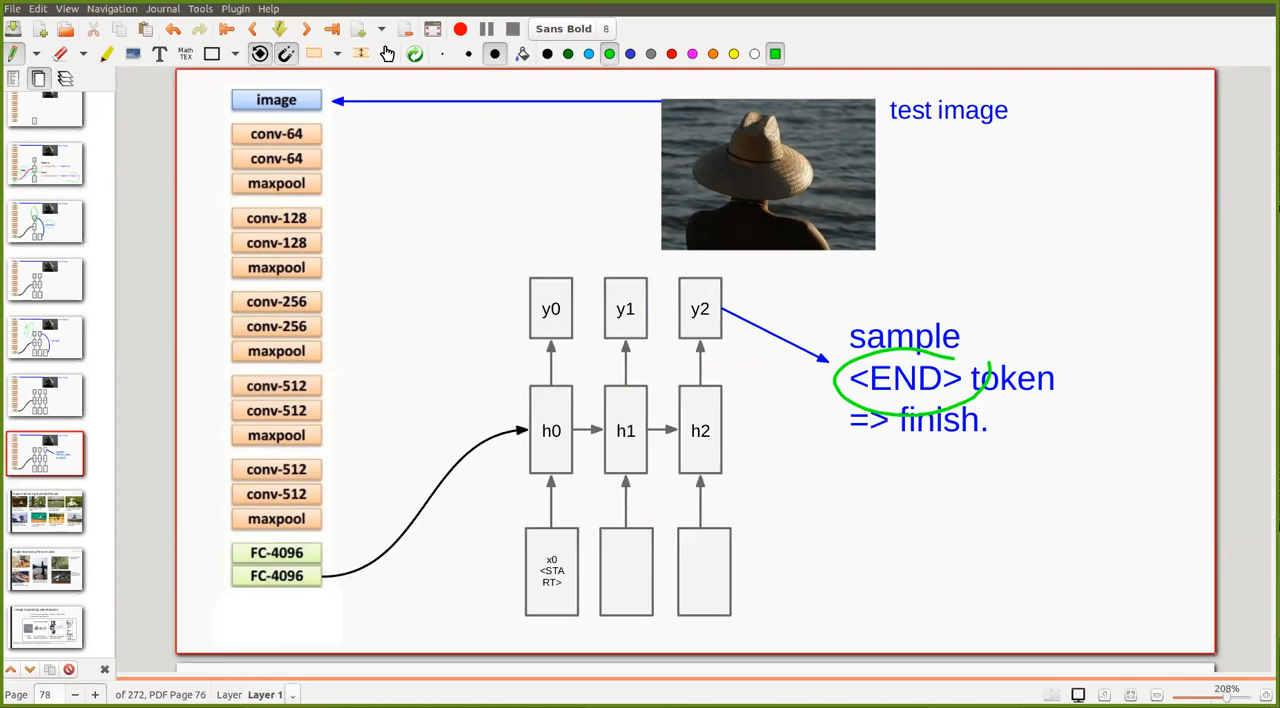 File Edit View Navigation Journal Tools Plugin Help
Sans Bold 8
Math
TEX
image
test image
conv-64
conv-64
maxpool
conv-128
conv-128
maxpool
conv-256
conv-256
maxpool
conv-512
conv-512
maxpool
conv-512
conv-512
maxpool
FC-4096
FC-4096
y0 y1 y2
h0 h1 h2
x0
<STA
RT>
sample
<END> token
=> finish.
Page 78 of 272, PDF Page 76 Layer Layer 1
208%